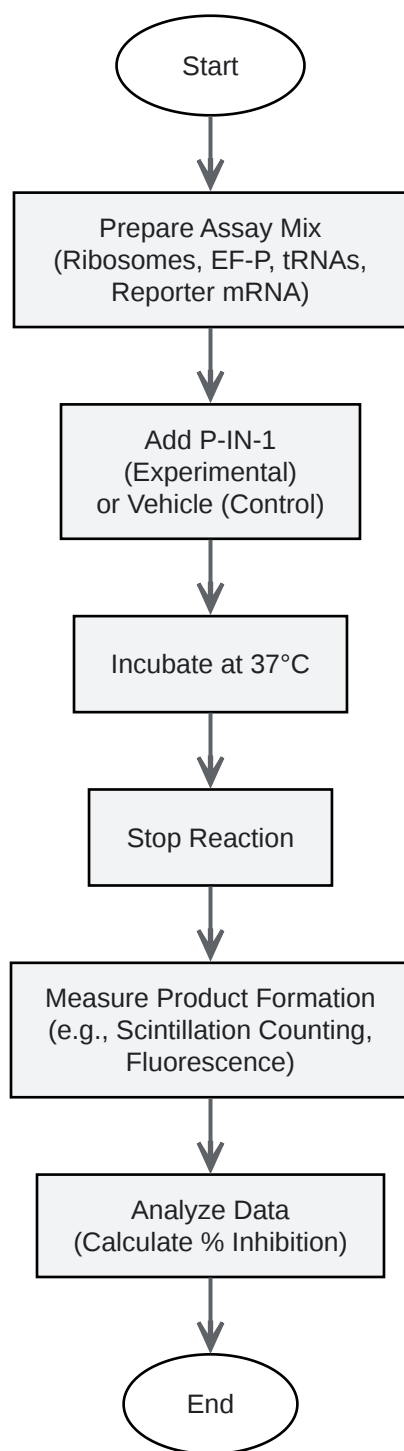 Start
Prepare Assay Mix
(Ribosomes, EF-P, tRNAs,
Reporter mRNA)
Add P-IN-1
(Experimental)
or Vehicle (Control)
Incubate at 37°C
Stop Reaction
Measure Product Formation
(e.g., Scintillation Counting,
Fluorescence)
Analyze Data
(Calculate % Inhibition)
End